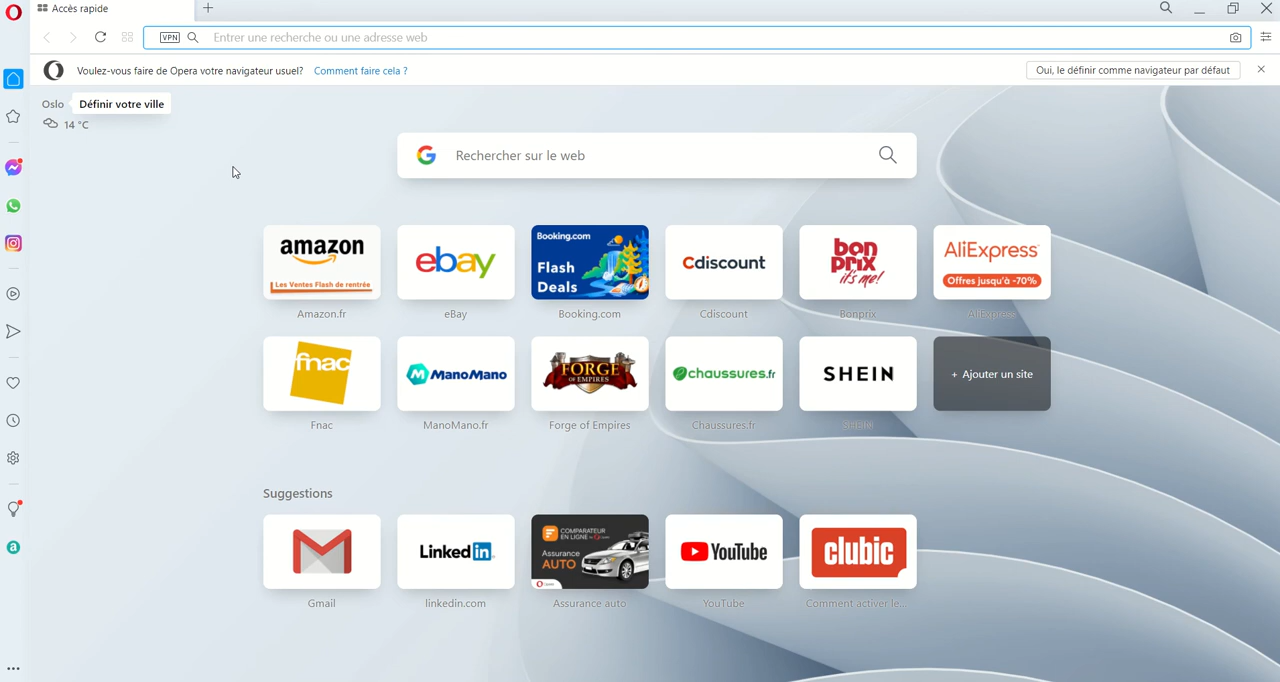 Accès rapide
VPN Entrer une recherche ou une adresse web
Voulez-vous faire de Opera votre navigateur usuel? Comment faire cela ? Oui, le définir comme navigateur par défaut
Oslo Définir votre ville
14 °C
Rechercher sur le web
amazon
Les Ventes Flash de rentrée
ebay
Booking.com
Flash
Deals
Cdiscount
bon
prix
it's me!
AliExpress
Offres jusqu'à -70%
Amazon.fr eBay Booking.com Cdiscount Bonprix AliExpress
fnac
ManoMano
FORGE
OF EMPIRES
chaussures.fr
SHEIN
+ Ajouter un site
Fnac ManoMano.fr Forge of Empires Chaussures.fr SHEIN
Suggestions
Linked in
COMPARATEUR
EN LIGNE
Assurance
AUTO
YouTube
clubic
Gmail linkedin.com Assurance auto YouTube Comment activer le...